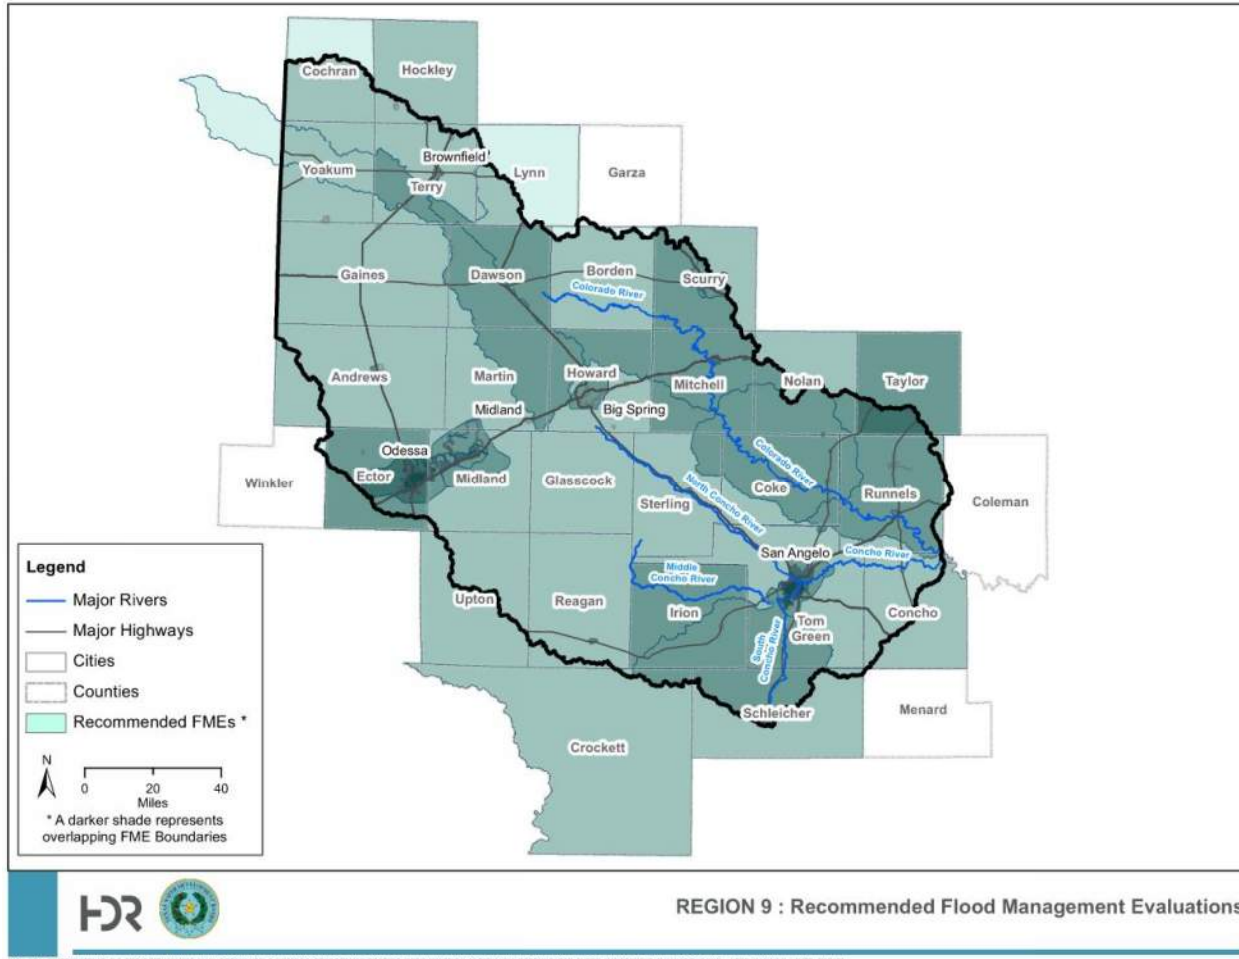 Cochran
Hockley
Brownfield
Yoakum
Terry
Lynn
Garza
Gaines
Dawson
Borden
Scurry
Colorado River
Andrews
Martin
Howard
Mitchell
Nolan
Taylor
Midland
Big Spring
Odessa
Winkler
Ector
Midland
Glasscock
Sterling
North Concho River
Colorado River
Coke
Runnels
Coleman
San Angelo
Concho River
Middle
Concho River
Upton
Reagan
Irion
South
Concho River
Tom
Green
Concho
Schleicher
Menard
Crockett
Legend
Major Rivers
Major Highways
Cities
Counties
Recommended FMEs *
N
0 20 40
Miles
* A darker shade represents
overlapping FME Boundaries
HDR
REGION 9 : Recommended Flood Management Evaluations